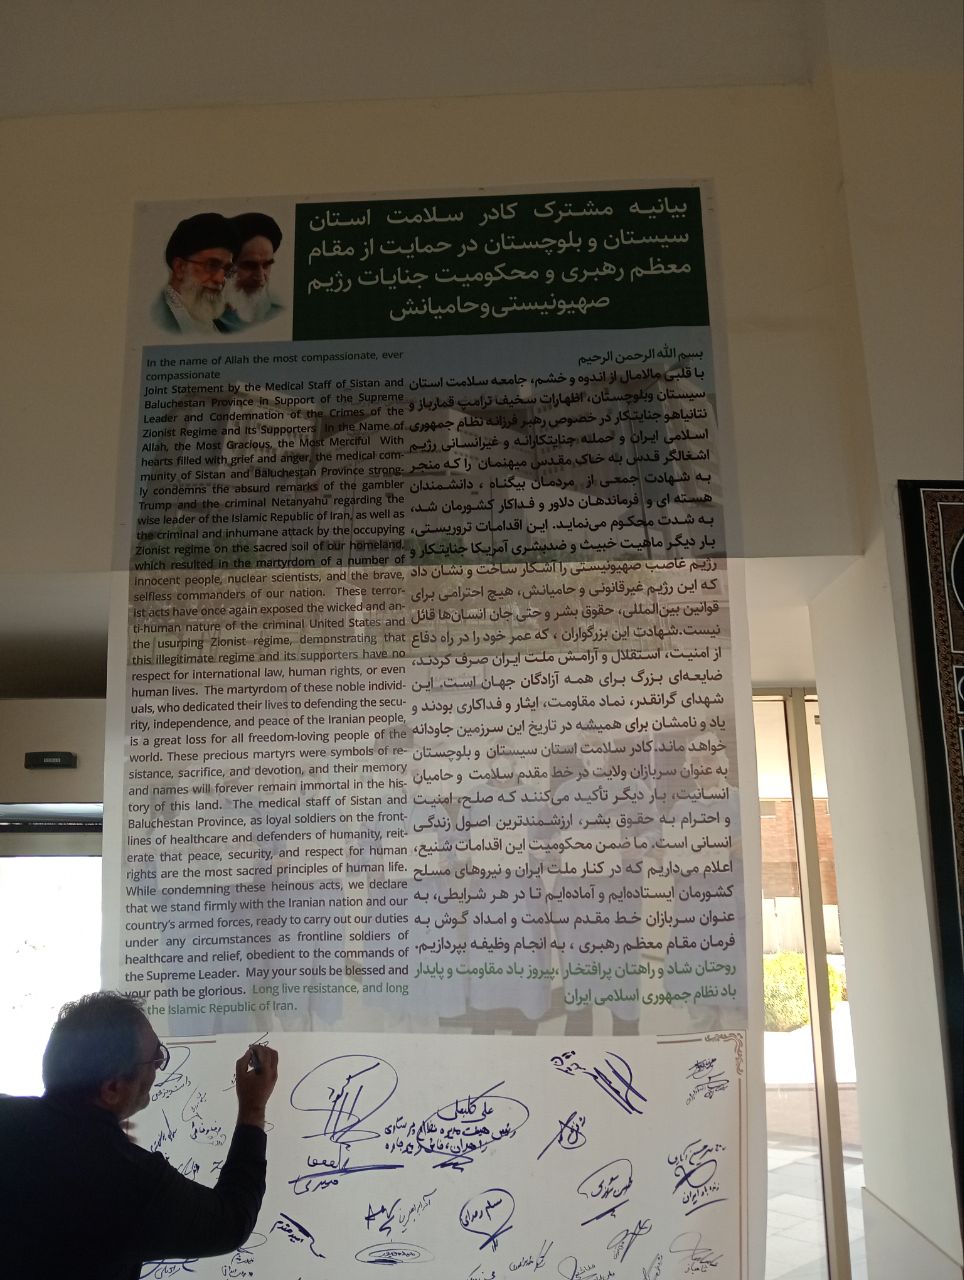 بیانیه مشترک کادر سلامت استان
سیستان و بلوچستان در حمایت از مقام
معظم رهبری و محکومیت جنایات رژیم
صهیونیستی‌وحامیانش
In the name of Allah the most compassionate, ever
compassionate
Joint Statement by the Medical Staff of Sistan and
Baluchestan Province in Support of the Supreme
Leader and Condemnation of the Crimes of the
Zionist Regime and Its Supporters In the Name of
Allah, the Most Gracious, the Most Merciful With
hearts filled with grief and anger, the medical com-
munity of Sistan and Baluchestan Province strong-
ly condemns the absurd remarks of the gambler
Trump and the criminal Netanyahu regarding the
wise leader of the Islamic Republic of Iran, as well as
the criminal and inhumane attack by the occupying
Zionist regime on the sacred soil of our homeland,
which resulted in the martyrdom of a number of
innocent people, nuclear scientists, and the brave,
selfless commanders of our nation. These terror-
ist acts have once again exposed the wicked and an-
ti-human nature of the criminal United States and
the usurping Zionist regime, demonstrating that
this illegitimate regime and its supporters have no
respect for international law, human rights, or even
human lives. The martyrdom of these noble individ-
uals, who dedicated their lives to defending the secu-
rity, independence, and peace of the Iranian people,
is a great loss for all freedom-loving people of the
world. These precious martyrs were symbols of re-
sistance, sacrifice, and devotion, and their memory
and names will forever remain immortal in the his-
tory of this land. The medical staff of Sistan and
Baluchestan Province, as loyal soldiers on the front-
lines of healthcare and defenders of humanity, reit-
erate that peace, security, and respect for human
rights are the most sacred principles of human life.
While condemning these heinous acts, we declare
that we stand firmly with the Iranian nation and our
country's armed forces, ready to carry out our duties
under any circumstances as frontline soldiers of
healthcare and relief, obedient to the commands of
the Supreme Leader. May your souls be blessed and
your path be glorious. Long live resistance, and long
the Islamic Republic of Iran.
بسم الله الرحمن الرحیم
با قلبی مالامال از اندوه و خشم، جامعه سلامت استان
سیستان وبلوچستان، اظهارات سخیف ترامپ قمارباز و
نتانیاهو جنایتکار در خصوص رهبر فرزانه نظام جمهوری
اسلامی ایران و حمله جنایتکارانه و غیرانسانی رژیم
اشغالگر قدس به خاک مقدس میهنمان را که منجر
به شهادت جمعی از مردمان بیگناه ، دانشمندان
هسته ای و فرماندهان دلاور و فداکار کشورمان شد،
به شدت محکوم می‌نماید. این اقدامات تروریستی،
بار دیگر ماهیت خبیث و ضدبشری آمریکا جنایتکار و
رژیم غاصب صهیونیستی را آشکار ساخت و نشان داد
که این رژیم غیرقانونی و حامیانش، هیچ احترامی برای
قوانین بین‌المللی، حقوق بشر و حتی جان انسان‌ها قائل
نیست.شهادت این بزرگواران ، که عمر خود را در راه دفاع
از امنیت، استقلال و آرامش ملت ایران صرف کردند،
ضایعه‌ای بزرگ برای همه آزادگان جهان است. این
شهدای گرانقدر، نماد مقاومت، ایثار و فداکاری بودند و
یاد و نامشان برای همیشه در تاریخ این سرزمین جاودانه
خواهد ماند.کادر سلامت استان سیستان و بلوچستان
به عنوان سربازان ولایت در خط مقدم سلامت و حامیان
انسانیت، بار دیگر تأکید می‌کنند که صلح، امنیت
و احترام به حقوق بشر، ارزشمندترین اصول زندگی
انسانی است. ما ضمن محکومیت این اقدامات شنیع،
اعلام می‌داریم که در کنار ملت ایران و نیروهای مسلح
کشورمان ایستاده‌ایم و آماده‌ایم تا در هر شرایطی، به
عنوان سربازان خط مقدم سلامت و امداد گوش به
فرمان مقام معظم رهبری ، به انجام وظیفه بپردازیم.
روحتان شاد و راهتان پرافتخار ،پیروز باد مقاومت و پایدار
باد نظام جمهوری اسلامی ایران